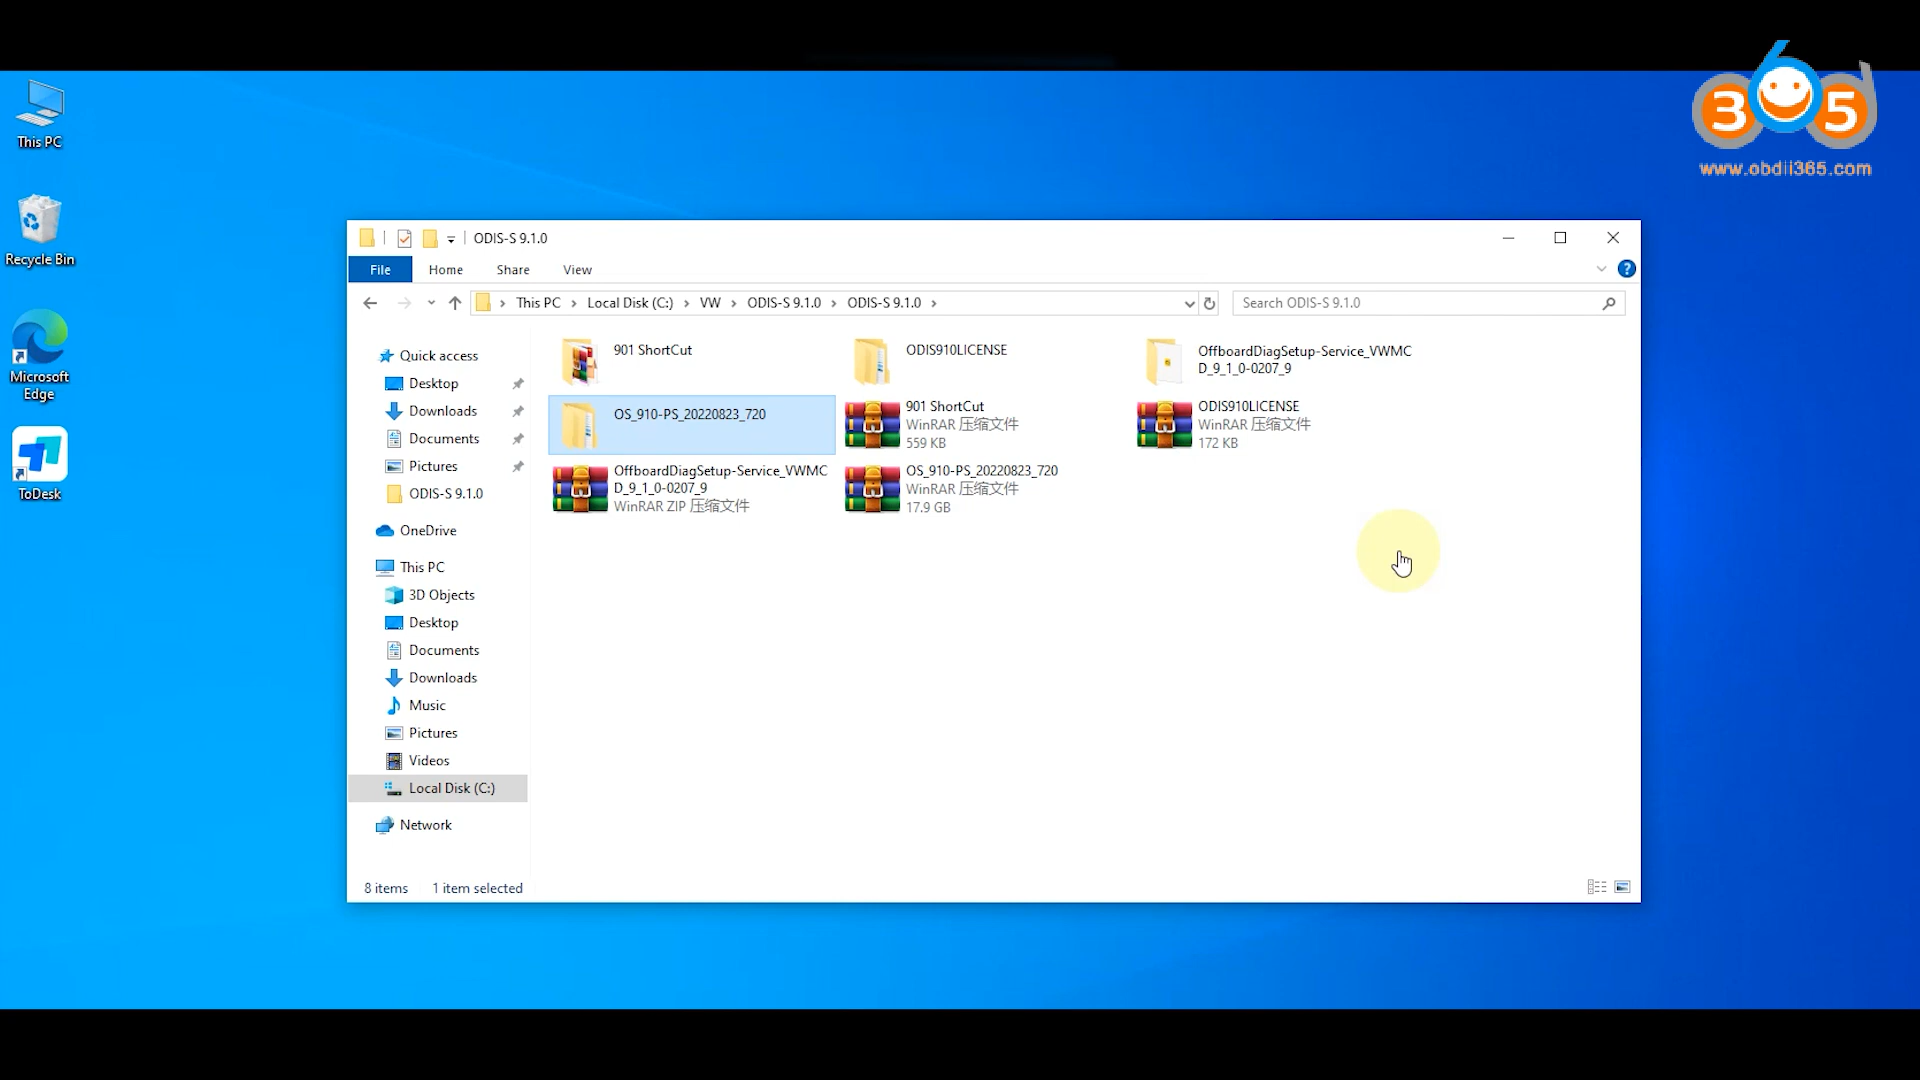 365
www.obdii365.com
This PC
Recycle Bin
Microsoft
Edge
ToDesk
ODIS-S 9.1.0
File Home Share View
This PC > Local Disk (C:) > VW > ODIS-S 9.1.0 > ODIS-S 9.1.0 >
Search ODIS-S 9.1.0
Quick access
Desktop
Downloads
Documents
Pictures
ODIS-S 9.1.0
OneDrive
This PC
3D Objects
Desktop
Documents
Downloads
Music
Pictures
Videos
Local Disk (C:)
Network
901 ShortCut
ODIS910LICENSE
OffboardDiagSetup-Service_VWMC
D_9_1_0-0207_9
OS_910-PS_20220823_720
901 ShortCut
WinRAR 压缩文件
559 KB
ODIS910LICENSE
WinRAR 压缩文件
172 KB
OffboardDiagSetup-Service_VWMC
D_9_1_0-0207_9
WinRAR ZIP 压缩文件
OS_910-PS_20220823_720
WinRAR 压缩文件
17.9 GB
8 items 1 item selected